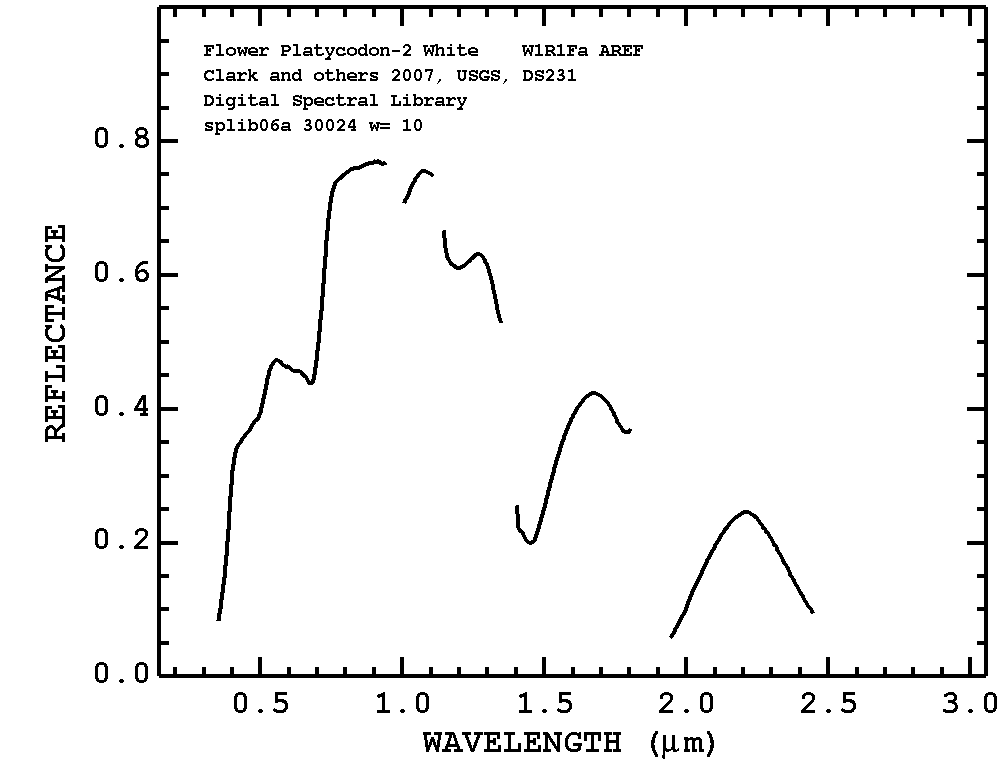 Flower Platycodon-2 White W1R1Fa AREF
Clark and others 2007, USGS, DS231
Digital Spectral Library
splib06a 30024 w= 10
REFLECTANCE
0.8
0.6
0.4
0.2
0.0
0.5 1.0 1.5 2.0 2.5 3.0
WAVELENGTH (μm)